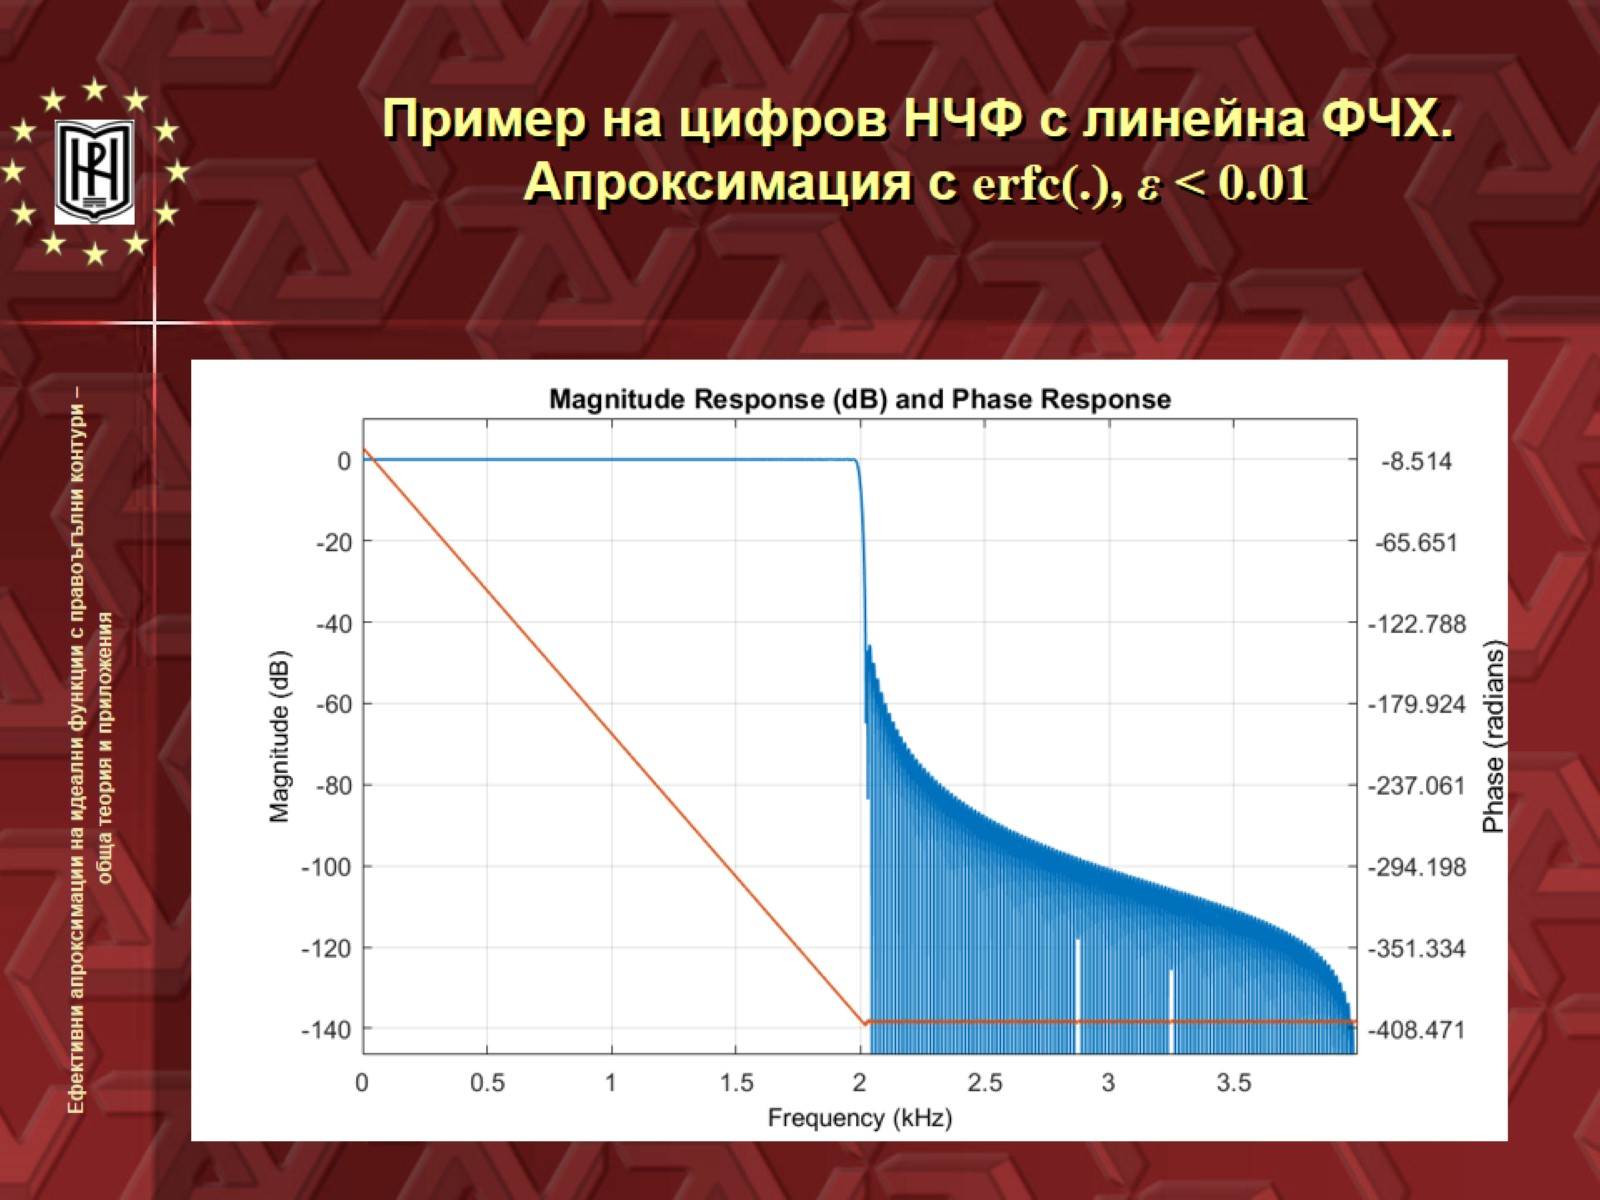 Пример на цифров НЧФ с линейна ФЧХ.
Апроксимация с erfc(.), ε < 0.01
Ефективни апроксимации на идеални функции с правоъгълни контури –
обща теория и приложения
Magnitude Response (dB) and Phase Response
Magnitude (dB)
0
-20
-40
-60
-80
-100
-120
-140
-8.514
-65.651
-122.788
-179.924
-237.061
-294.198
-351.334
-408.471
Phase (radians)
0 0.5 1 1.5 2 2.5 3 3.5
Frequency (kHz)